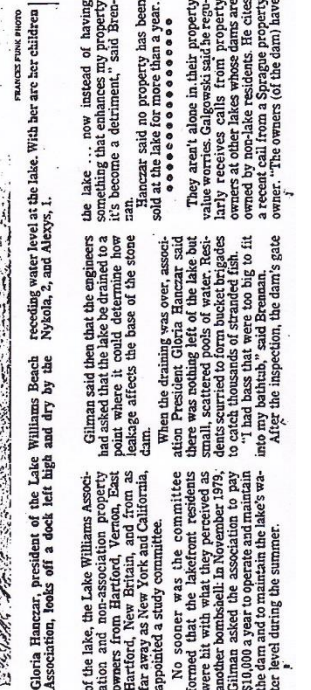 FRANCES FUNK PHOTO
Gloria Hanczar, president of the Lake Williams Beach
Association, looks off a dock left high and dry by the
receding water level at the lake. With her are her children
Nykola, 2, and Alexys, 1.
of the lake, the Lake Williams Associ-
ation and non-association property
owners from Hartford, Vernon, East
Hartford, New Britain, and from as
far away as New York and California,
appointed a study committee.
No sooner was the committee
formed that the lakefront residents
were hit with what they perceived as
another bombshell: In November 1979,
Gilman asked the association to pay
$10,000 a year to operate and maintain
the dam and to maintain the lake's wa-
ter level during the summer.
Gilman said then that the engineers
had asked that the lake be drained to a
point where it could determine how
leakage affects the base of the stone
dam.
When the draining was over, associ-
ation President Gloria Hanczar said
there was nothing left of the lake but
small, scattered pools of water. Resi-
dents scurried to form bucket brigades
to catch thousands of stranded fish.
"I had bass that were too big to fit
into my bathtub," said Brennan.
After the inspection, the dam's gate
the lake ... now instead of having
something that enhances my property
it's become a detriment," said Bren-
nan.
Hanczar said no property has been
sold at the lake for more than a year.
They aren't alone in their property
value worries. Galgowski said he regu-
larly receives calls from property
owners at other lakes whose dams are
owned by non-lake residents. He cites
a recent call from a Sprague property
owner. "The owners (of the dam) have